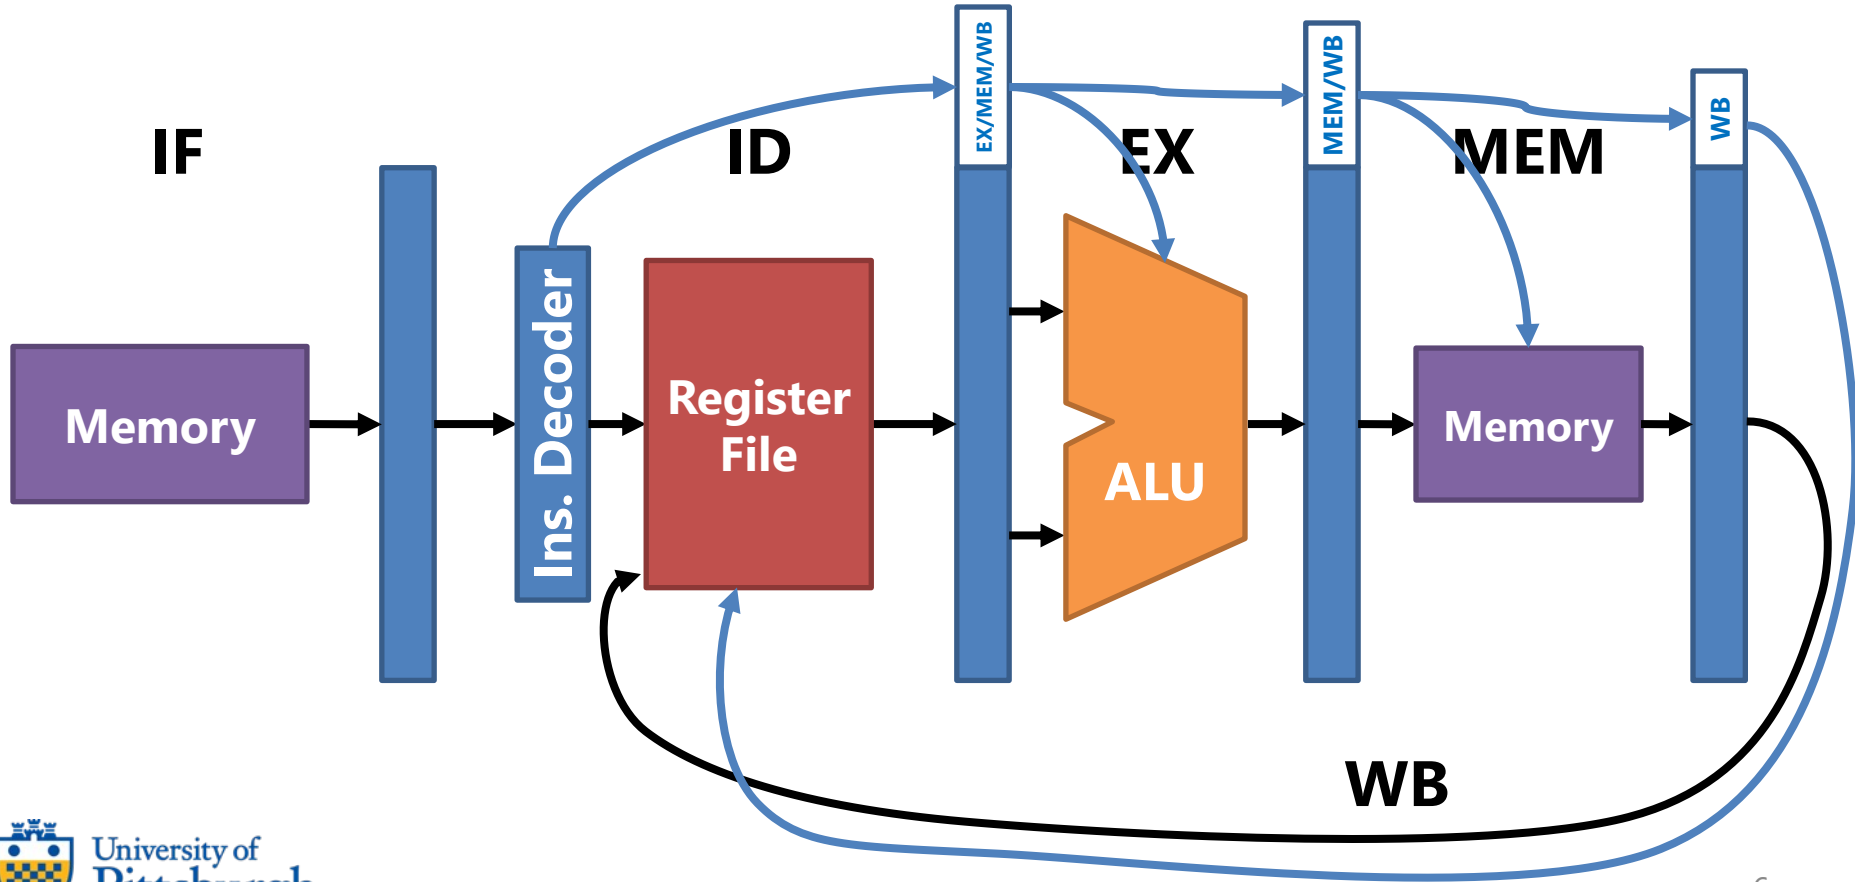 IF
ID
EX
MEM
EX/MEM/WB
MEM/WB
WB
Memory
Ins. Decoder
Register
File
ALU
Memory
WB
University of